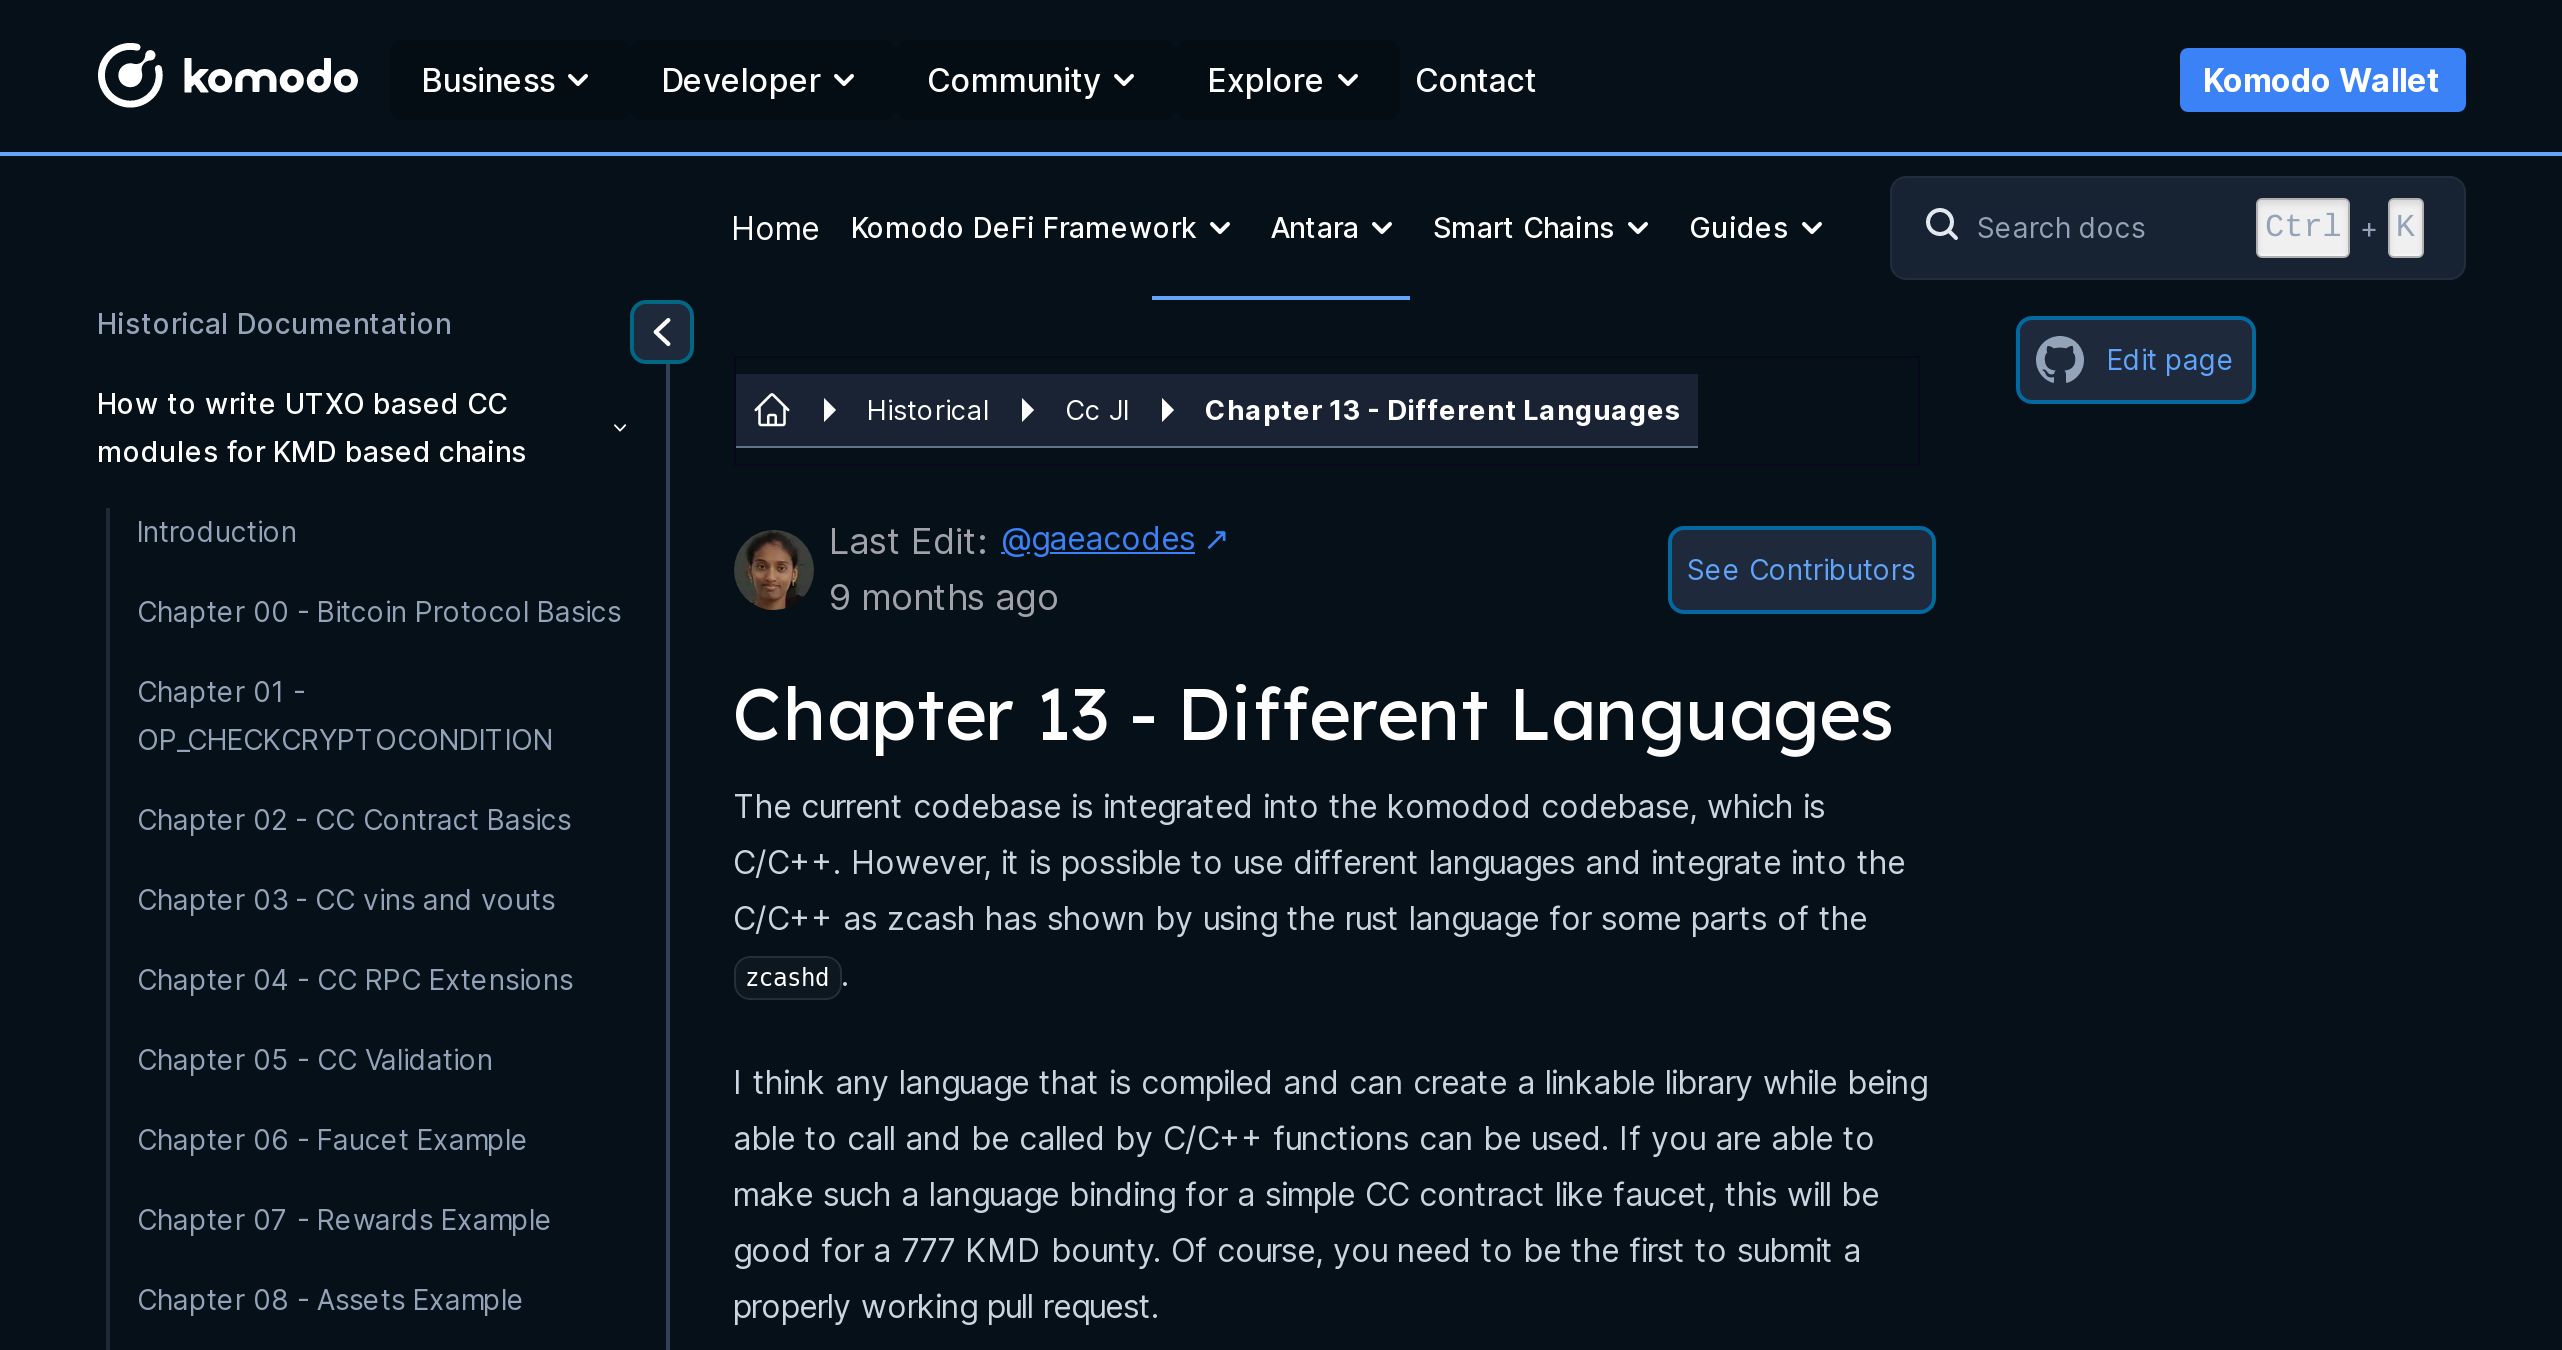 komodo
Business
Developer
Community
Explore
Contact
Komodo Wallet
Home
Komodo DeFi Framework
Antara
Smart Chains
Guides
Search docs
Ctrl + K
Historical Documentation
How to write UTXO based CC
modules for KMD based chains
Introduction
Chapter 00 - Bitcoin Protocol Basics
Chapter 01 -
OP_CHECKCRYPTOCONDITION
Chapter 02 - CC Contract Basics
Chapter 03 - CC vins and vouts
Chapter 04 - CC RPC Extensions
Chapter 05 - CC Validation
Chapter 06 - Faucet Example
Chapter 07 - Rewards Example
Chapter 08 - Assets Example
Historical
Cc Jl
Chapter 13 - Different Languages
Edit page
Last Edit: @gaeacodes ↗
9 months ago
See Contributors
Chapter 13 - Different Languages
The current codebase is integrated into the komodod codebase, which is
C/C++. However, it is possible to use different languages and integrate into the
C/C++ as zcash has shown by using the rust language for some parts of the
zcashd.
I think any language that is compiled and can create a linkable library while being
able to call and be called by C/C++ functions can be used. If you are able to
make such a language binding for a simple CC contract like faucet, this will be
good for a 777 KMD bounty. Of course, you need to be the first to submit a
properly working pull request.